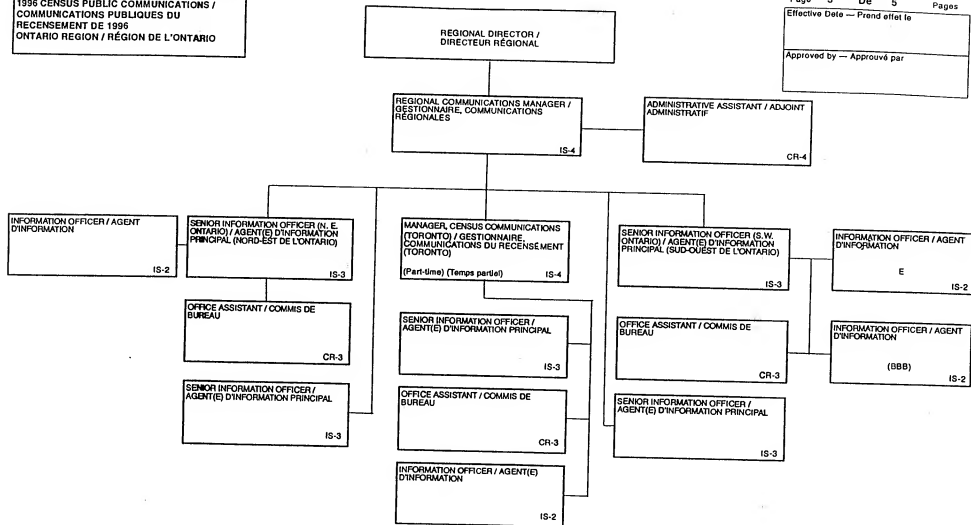 1996 CENSUS PUBLIC COMMUNICATIONS /
COMMUNICATIONS PUBLIQUES DU
RECENSEMENT DE 1996
ONTARIO REGION / RÉGION DE L'ONTARIO
Page 5 De 5 Pages
Effective Date — Prend effet le
Approved by — Approuvé par
REGIONAL DIRECTOR /
DIRECTEUR RÉGIONAL
REGIONAL COMMUNICATIONS MANAGER /
GESTIONNAIRE, COMMUNICATIONS
RÉGIONALES
IS-4
ADMINISTRATIVE ASSISTANT / ADJOINT
ADMINISTRATIF
CR-4
INFORMATION OFFICER / AGENT
D'INFORMATION
IS-2
SENIOR INFORMATION OFFICER (N. E.
ONTARIO) / AGENT(E) D'INFORMATION
PRINCIPAL (NORD-EST DE L'ONTARIO)
IS-3
MANAGER, CENSUS COMMUNICATIONS
(TORONTO) / GESTIONNAIRE,
COMMUNICATIONS DU RECENSEMENT
(TORONTO)
(Part-time) (Temps partiel) IS-4
SENIOR INFORMATION OFFICER (S.W.
ONTARIO) / AGENT(E) D'INFORMATION
PRINCIPAL (SUD-OUEST DE L'ONTARIO)
IS-3
INFORMATION OFFICER / AGENT
D'INFORMATION
E
IS-2
OFFICE ASSISTANT / COMMIS DE
BUREAU
CR-3
SENIOR INFORMATION OFFICER /
AGENT(E) D'INFORMATION PRINCIPAL
IS-3
OFFICE ASSISTANT / COMMIS DE
BUREAU
CR-3
INFORMATION OFFICER / AGENT
D'INFORMATION
(BBB)
IS-2
SENIOR INFORMATION OFFICER /
AGENT(E) D'INFORMATION PRINCIPAL
IS-3
OFFICE ASSISTANT / COMMIS DE
BUREAU
CR-3
SENIOR INFORMATION OFFICER /
AGENT(E) D'INFORMATION PRINCIPAL
IS-3
INFORMATION OFFICER / AGENT(E)
D'INFORMATION
IS-2